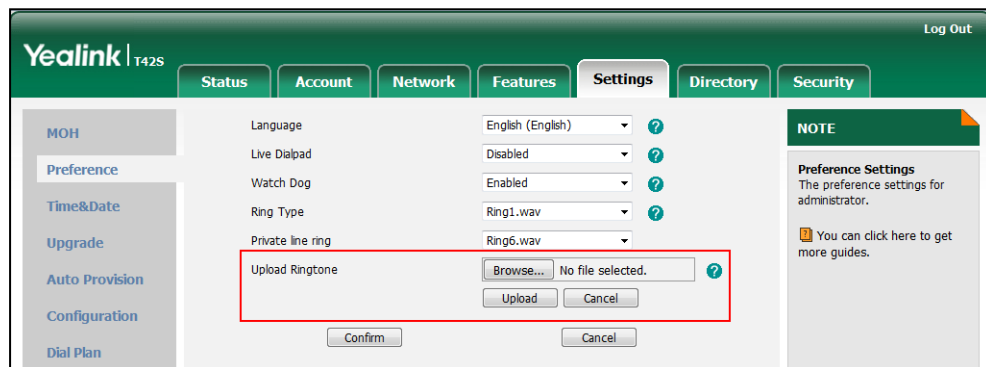 Log Out
Yealink T42S
Status Account Network Features Settings Directory Security
MOH
Preference
Time&Date
Upgrade
Auto Provision
Configuration
Dial Plan
Language English (English)
Live Dialpad Disabled
Watch Dog Enabled
Ring Type Ring1.wav
Private line ring Ring6.wav
Upload Ringtone Browse... No file selected.
Upload Cancel
Confirm Cancel
NOTE
Preference Settings
The preference settings for
administrator.
You can click here to get
more guides.